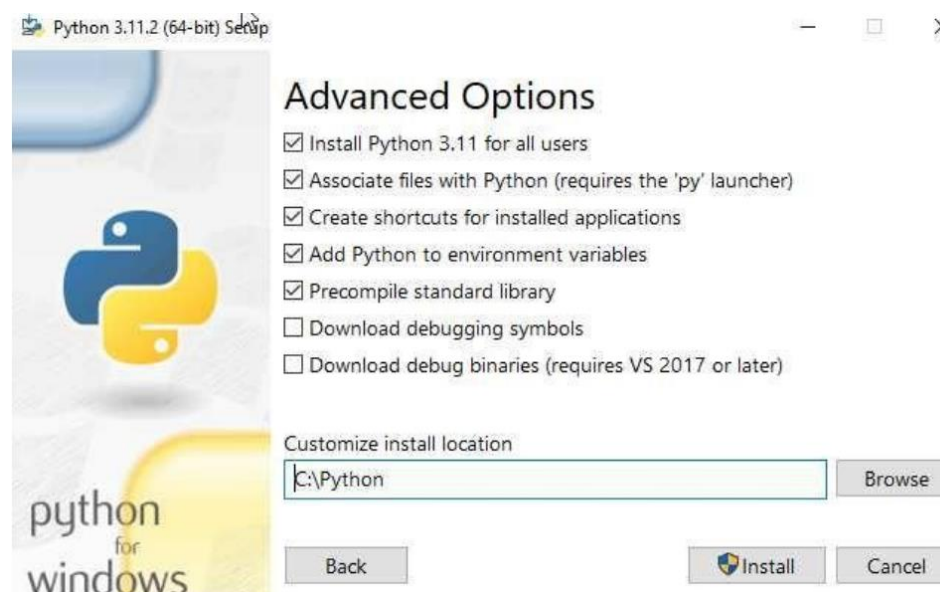 Python 3.11.2 (64-bit) Setup
Advanced Options
Install Python 3.11 for all users
Associate files with Python (requires the 'py' launcher)
Create shortcuts for installed applications
Add Python to environment variables
Precompile standard library
Download debugging symbols
Download debug binaries (requires VS 2017 or later)
Customize install location
C:\Python
Browse
python
for
windows
Back
Install
Cancel